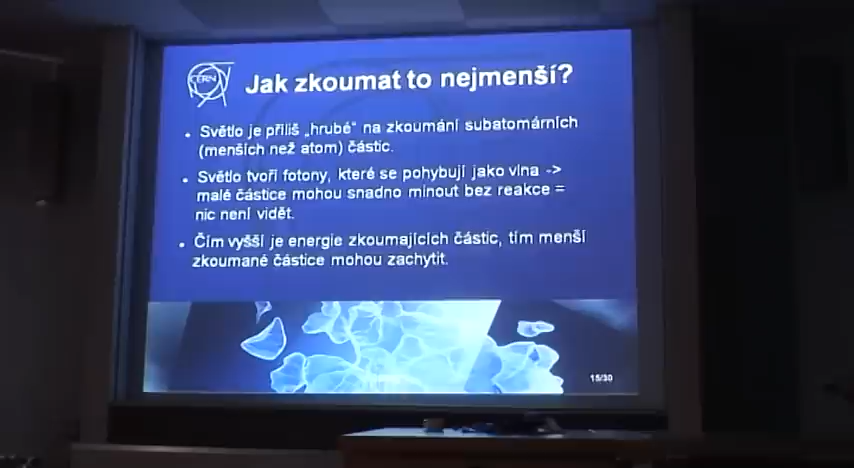 CERN
Jak zkoumat to nejmenší?
• Světlo je příliš „hrubé“ na zkoumání subatomárních
(menších než atom) částic.
• Světlo tvoří fotony, které se pohybují jako vlna ->
malé částice mohou snadno minout bez reakce =
nic není vidět.
• Čím vyšší je energie zkoumajících částic, tím menší
zkoumané částice mohou zachytit.
15/30